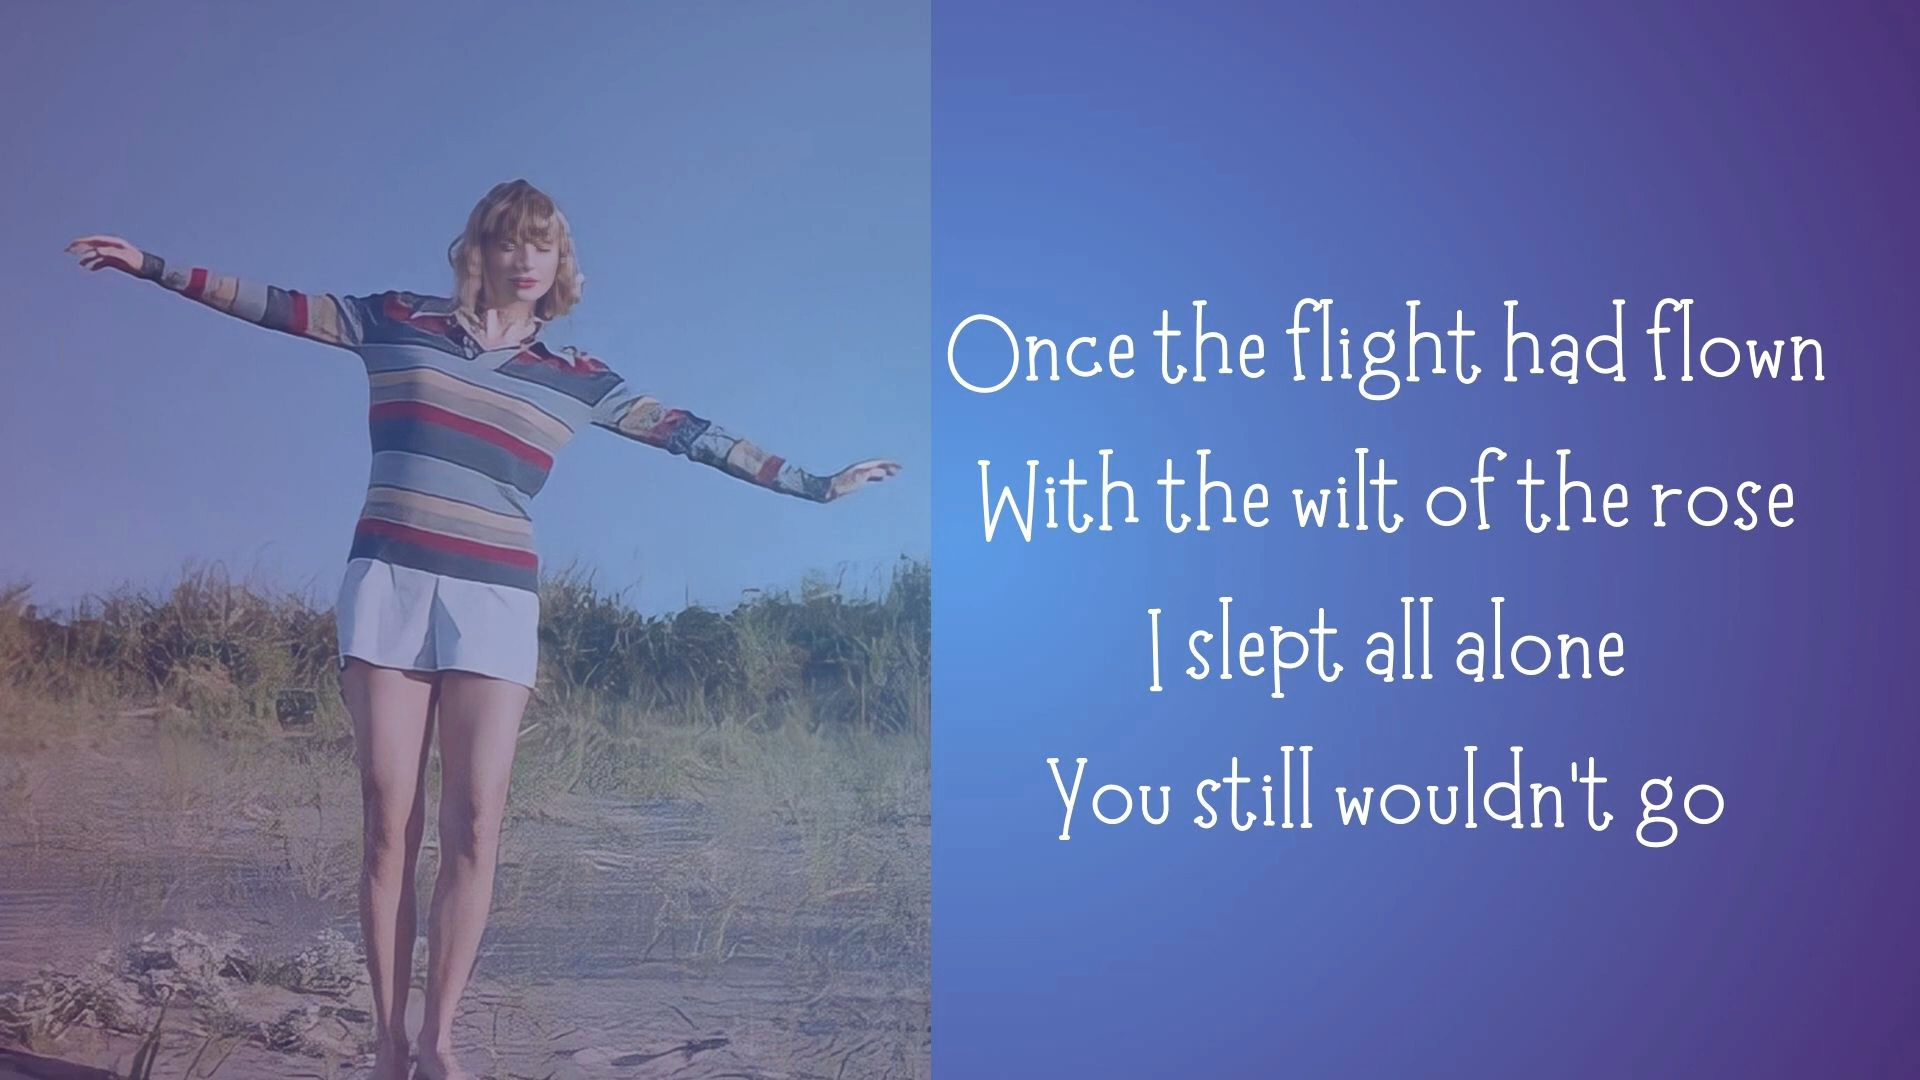 Once the flight had flown
With the wilt of the rose
I slept all alone
You still wouldn't go